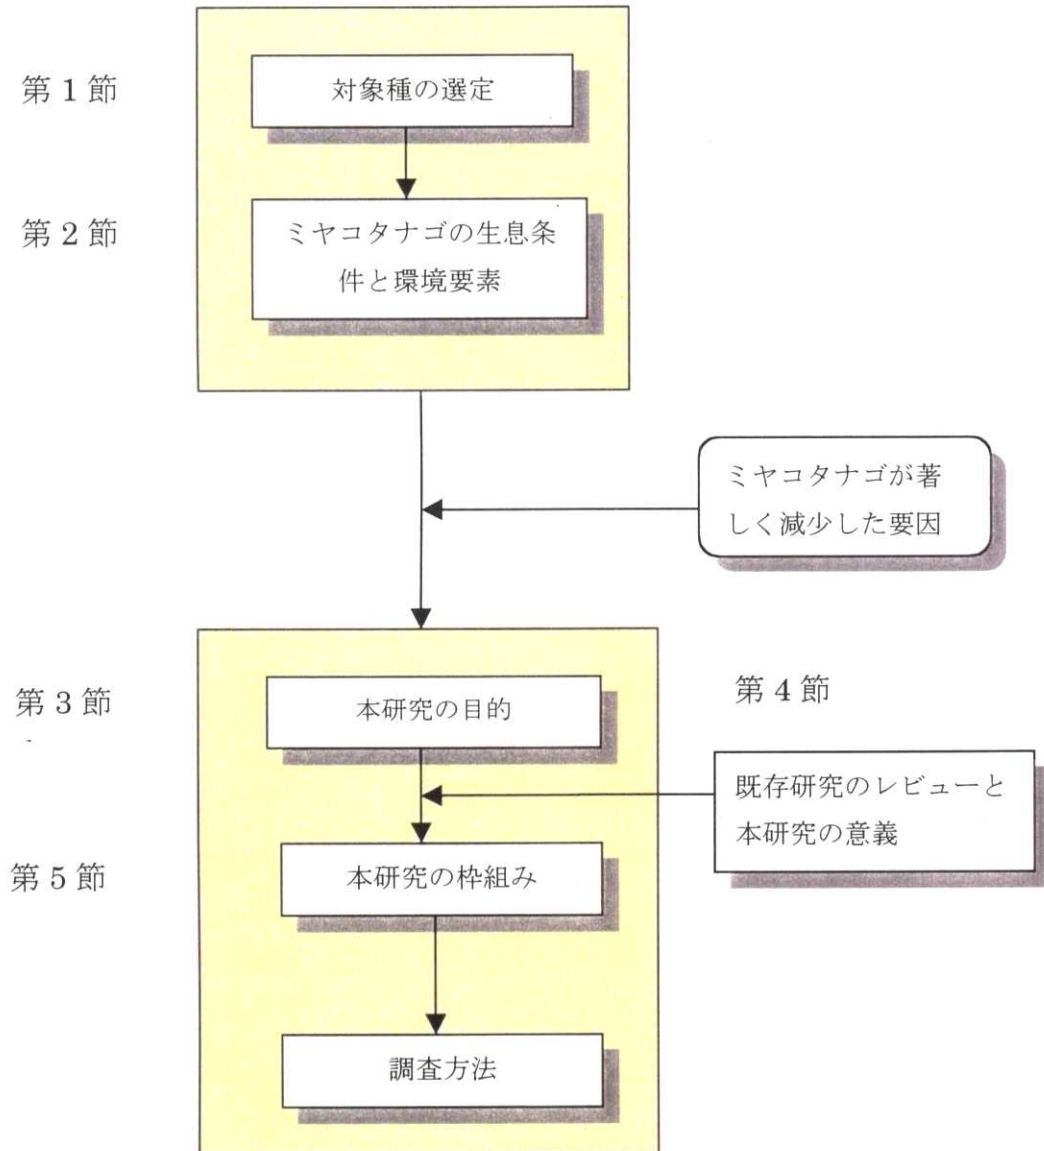 第1節
対象種の選定
第2節
ミヤコタナゴの生息条
件と環境要素
ミヤコタナゴが著
しく減少した要因
第3節
本研究の目的
第4節
既存研究のレビューと
本研究の意義
第5節
本研究の枠組み
調査方法